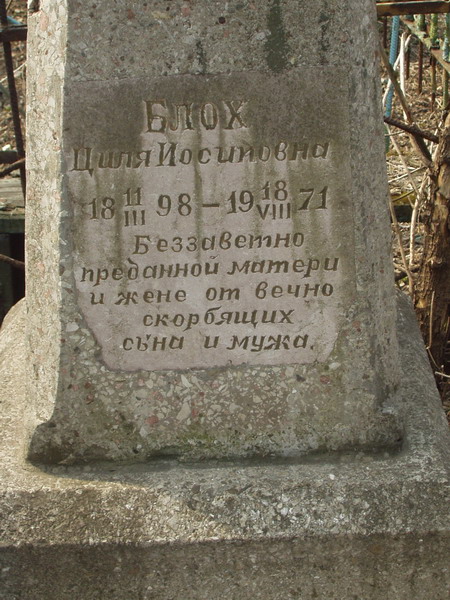 БЛОХ
Циля Иосиповна
18 11/III 98 – 19 18/VIII 71
Беззаветно
преданной матери
и жене от вечно
скорбящих
сына и мужа.